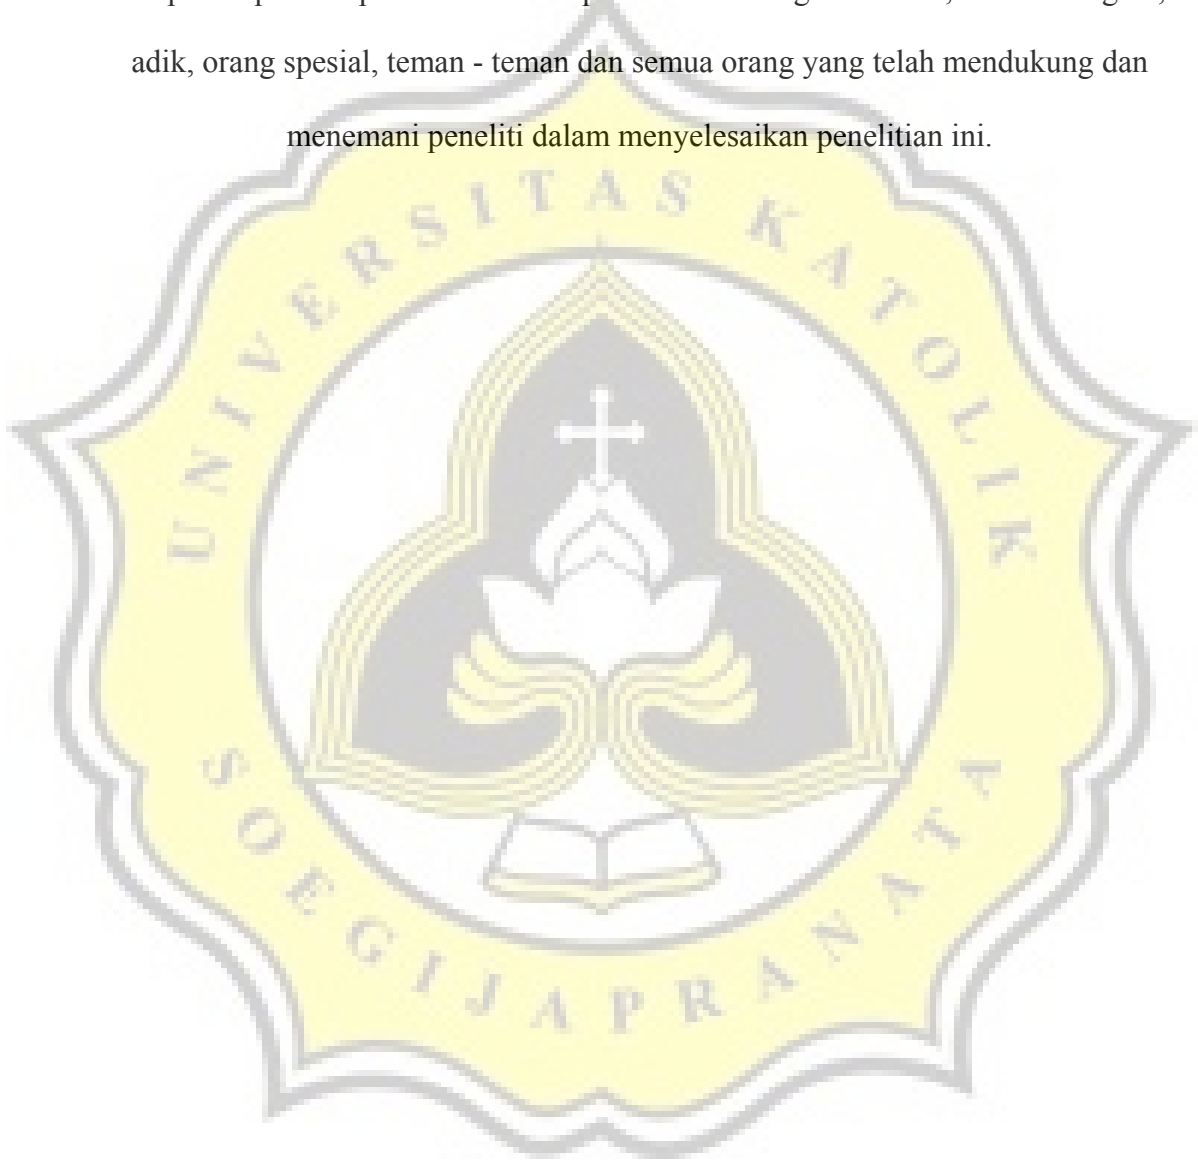 adik, orang spesial, teman - teman dan semua orang yang telah mendukung dan
menemani peneliti dalam menyelesaikan penelitian ini.
UNIVERSITAS KATOLIK
SOEGIJAPRANATA